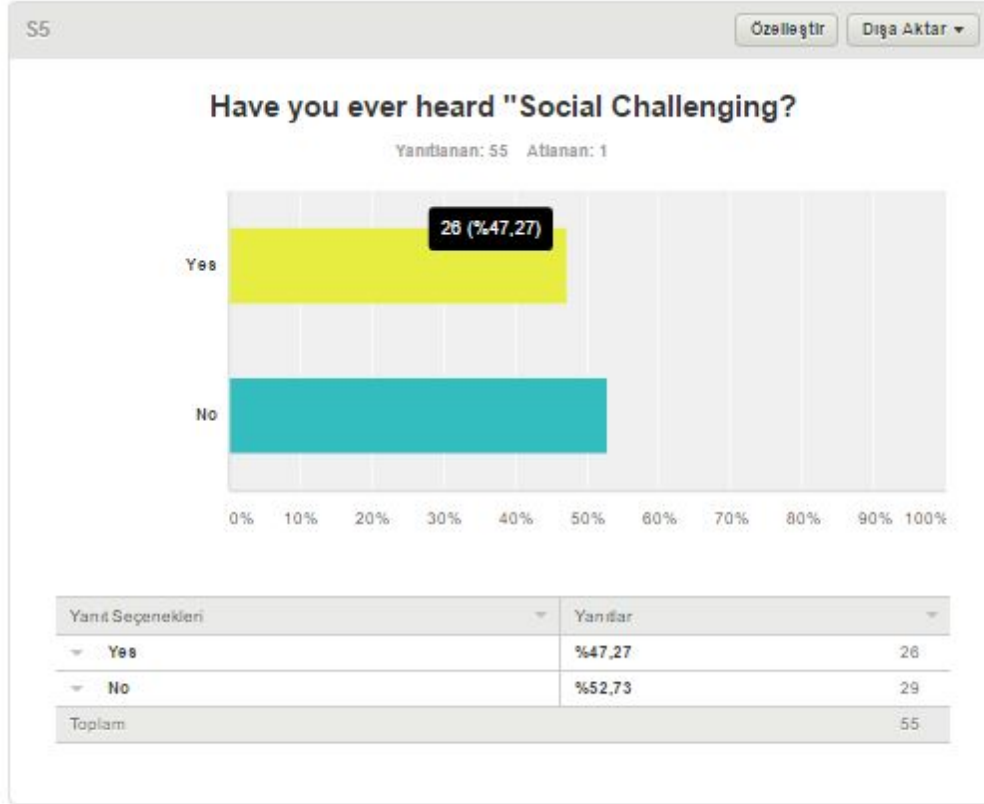 S5 Özelleştir Dışa Aktar
Have you ever heard "Social Challenging?
Yanıtlanan: 55 Atlanan: 1
26 (%47,27)
Yes
No
0% 10% 20% 30% 40% 50% 60% 70% 80% 90% 100%
Yanıt Seçenekleri Yanıtlar
Yes %47,27 26
No %52,73 29
Toplam 55